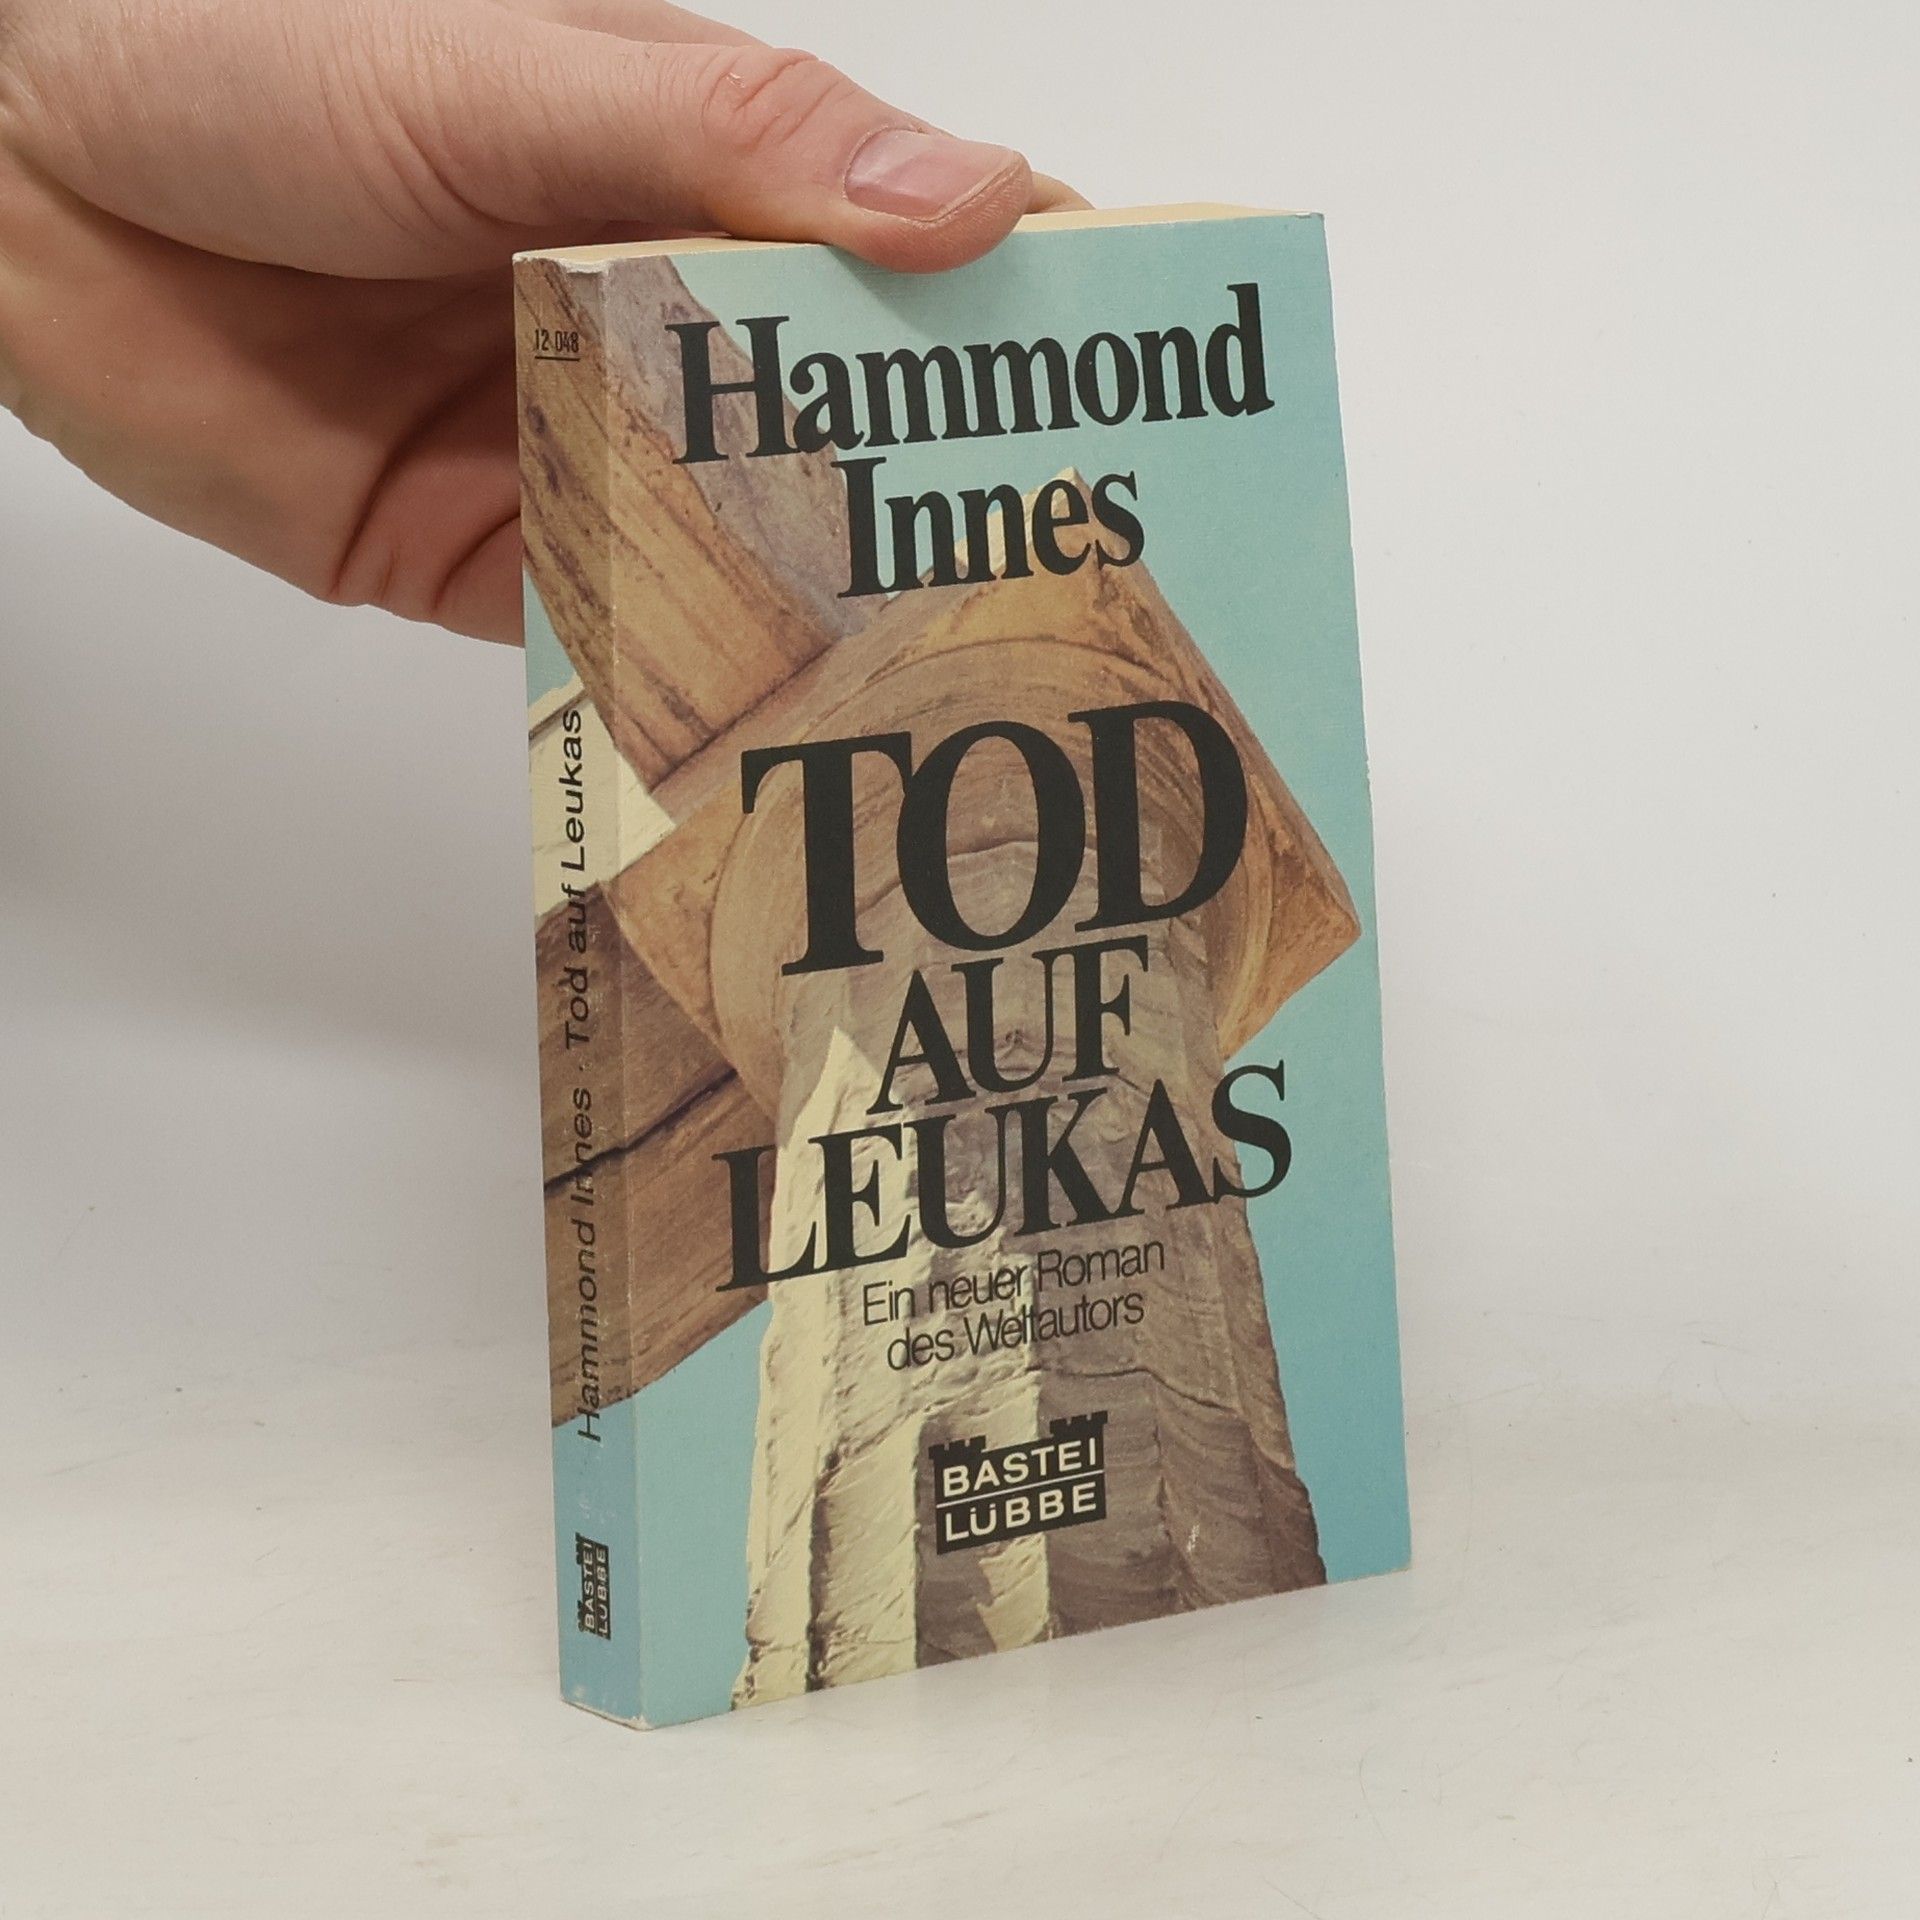 12 048
Hammond Innes · Tod auf Leukas
BASTEI
LÜBBE
Hammond
Innes
TOD
AUF
LEUKAS
Ein neuer Roman
des Weltautors
BASTEI
LÜBBE